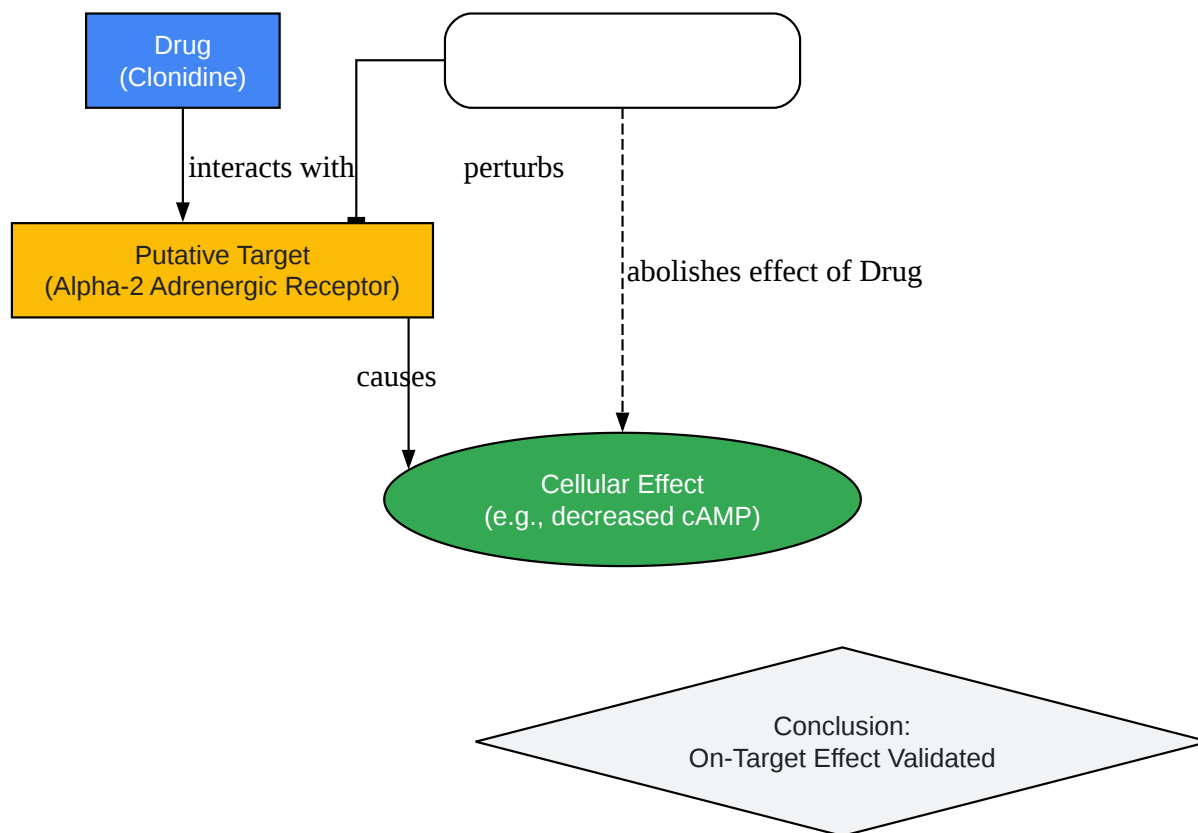 Drug
(Clonidine)
interacts with
perturbs
Putative Target
(Alpha-2 Adrenergic Receptor)
abolishes effect of Drug
causes
Cellular Effect
(e.g., decreased cAMP)
Conclusion:
On-Target Effect Validated